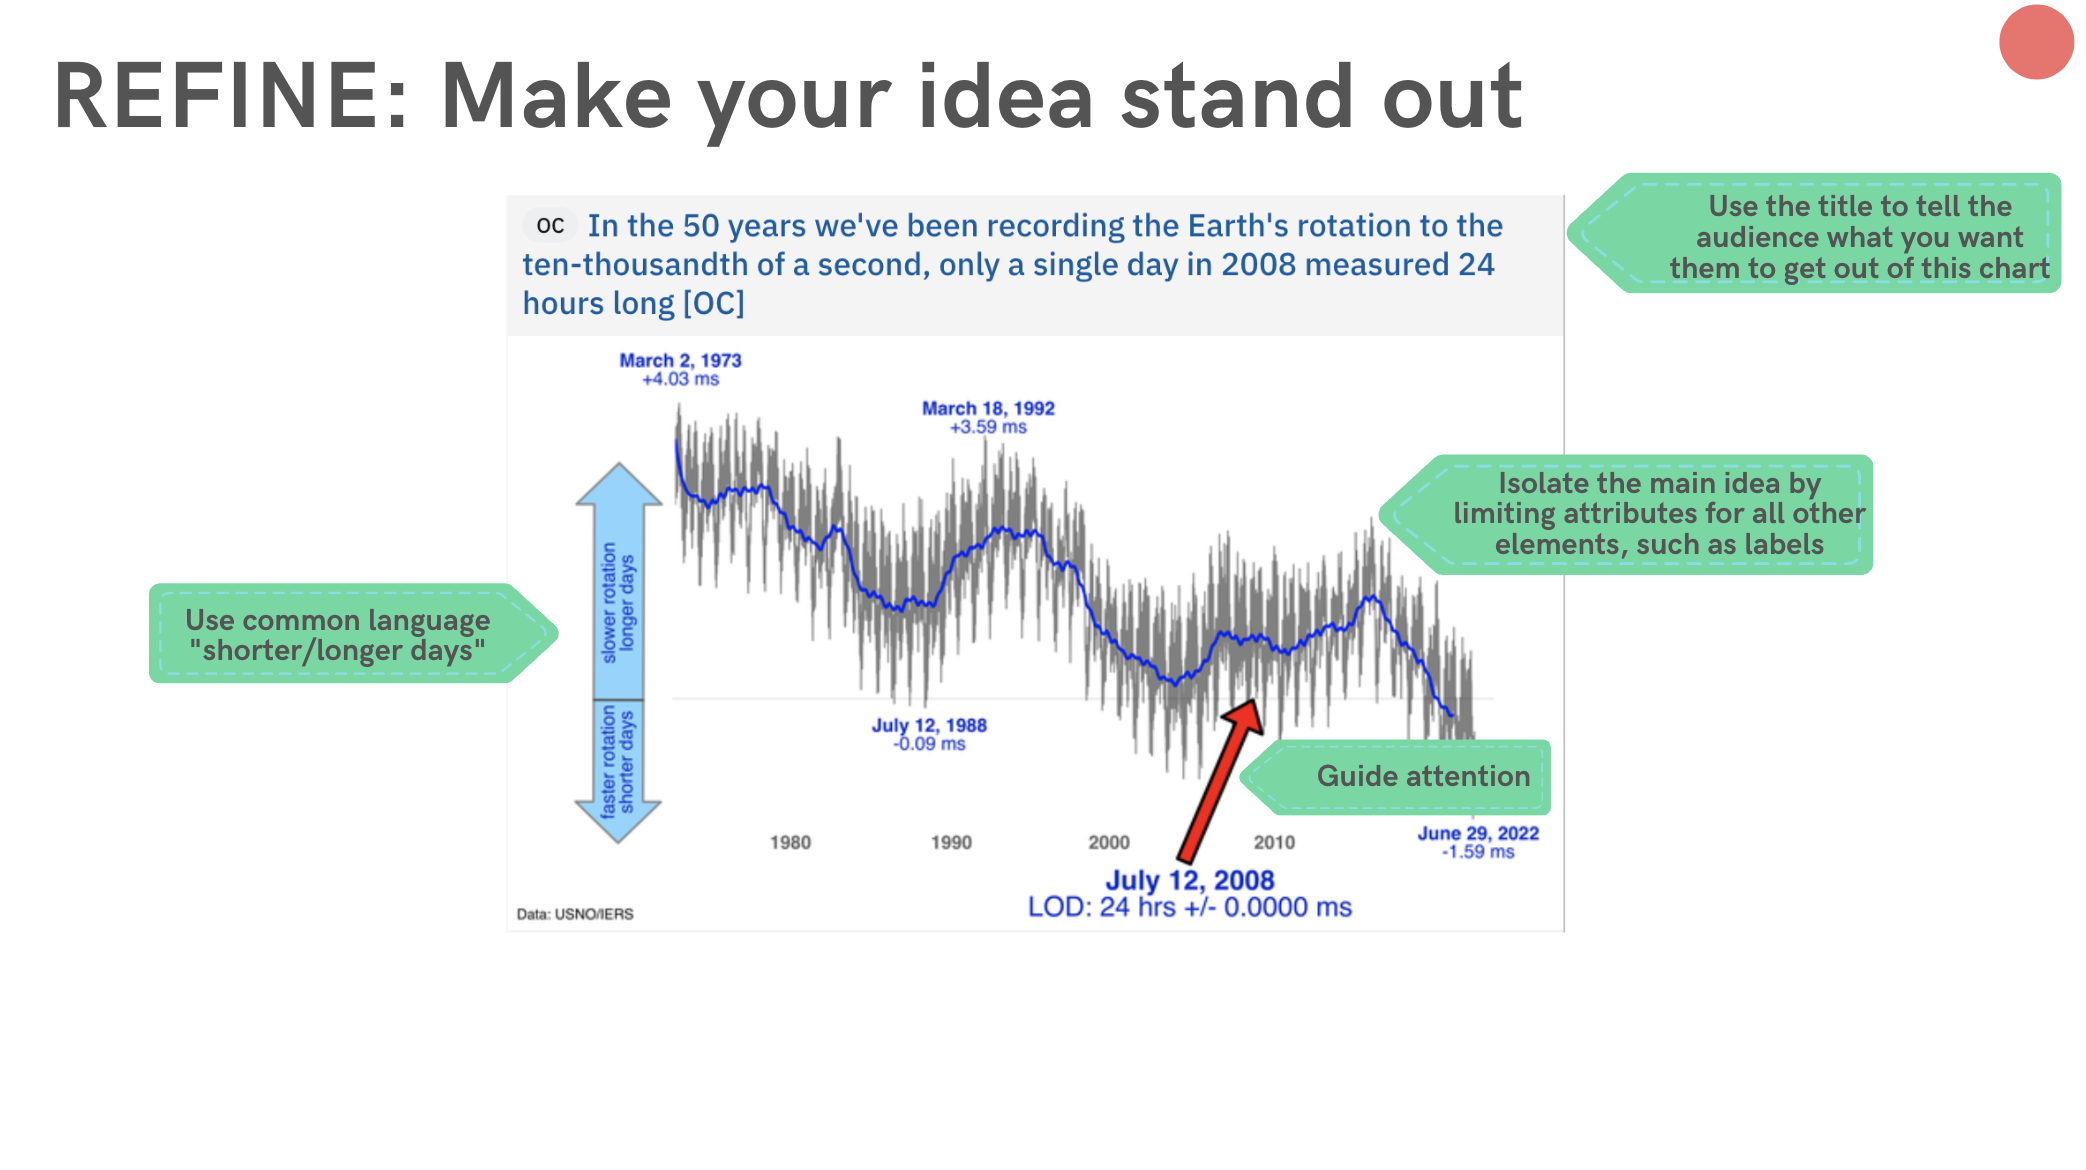 REFINE: Make your idea stand out
Use the title to tell the
audience what you want
them to get out of this chart
OC In the 50 years we've been recording the Earth's rotation to the
ten-thousandth of a second, only a single day in 2008 measured 24
hours long [OC]
March 2, 1973
+4.03 ms
March 18, 1992
+3.59 ms
Isolate the main idea by
limiting attributes for all other
elements, such as labels
slower rotation
longer days
Use common language
"shorter/longer days"
faster rotation
shorter days
July 12, 1988
-0.09 ms
Guide attention
1980
1990
2000
2010
June 29, 2022
-1.59 ms
July 12, 2008
LOD: 24 hrs +/- 0.0000 ms
Data: USNO/IERS